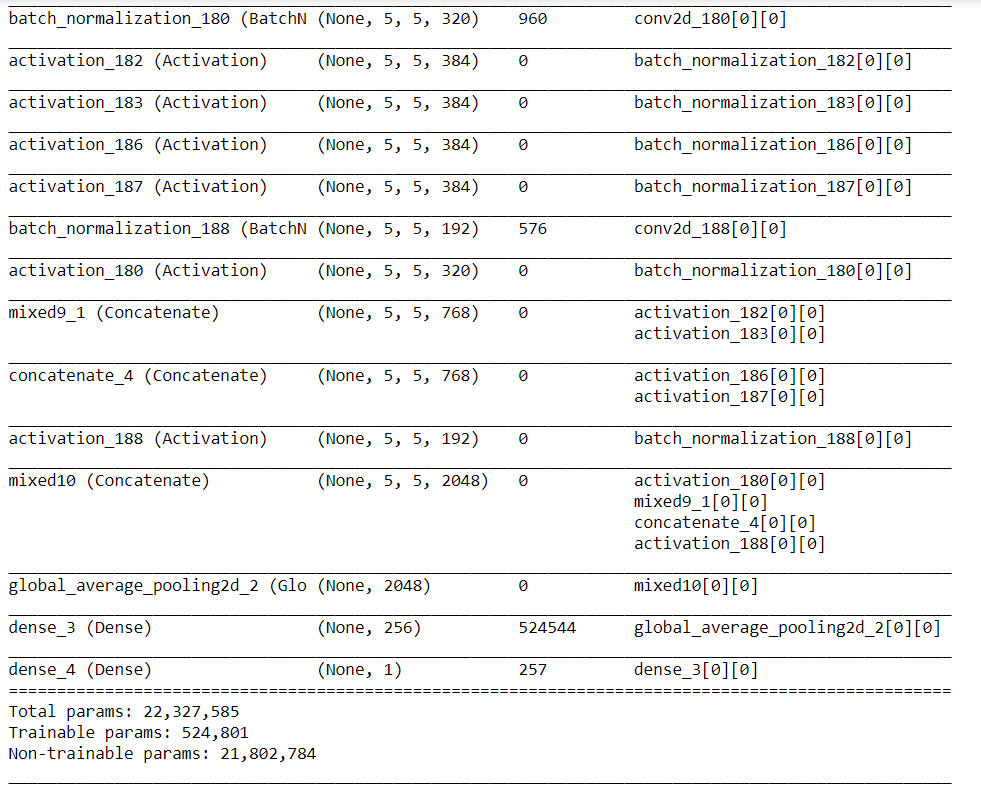 batch_normalization_180 (BatchN (None, 5, 5, 320) 960 conv2d_180[0][0]
activation_182 (Activation) (None, 5, 5, 384) 0 batch_normalization_182[0][0]
activation_183 (Activation) (None, 5, 5, 384) 0 batch_normalization_183[0][0]
activation_186 (Activation) (None, 5, 5, 384) 0 batch_normalization_186[0][0]
activation_187 (Activation) (None, 5, 5, 384) 0 batch_normalization_187[0][0]
batch_normalization_188 (BatchN (None, 5, 5, 192) 576 conv2d_188[0][0]
activation_180 (Activation) (None, 5, 5, 320) 0 batch_normalization_180[0][0]
mixed9_1 (Concatenate) (None, 5, 5, 768) 0 activation_182[0][0]
activation_183[0][0]
concatenate_4 (Concatenate) (None, 5, 5, 768) 0 activation_186[0][0]
activation_187[0][0]
activation_188 (Activation) (None, 5, 5, 192) 0 batch_normalization_188[0][0]
mixed10 (Concatenate) (None, 5, 5, 2048) 0 activation_180[0][0]
mixed9_1[0][0]
concatenate_4[0][0]
activation_188[0][0]
global_average_pooling2d_2 (Glo (None, 2048) 0 mixed10[0][0]
dense_3 (Dense) (None, 256) 524544 global_average_pooling2d_2[0][0]
dense_4 (Dense) (None, 1) 257 dense_3[0][0]
Total params: 22,327,585
Trainable params: 524,801
Non-trainable params: 21,802,784